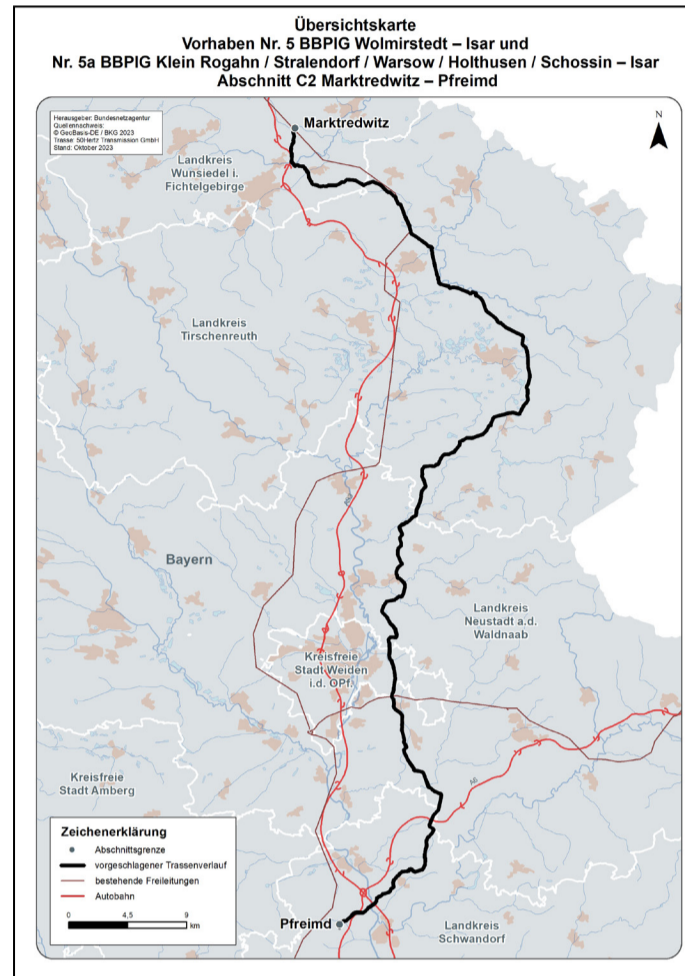 Übersichtskarte
Vorhaben Nr. 5 BBPlG Wolmirstedt – Isar und
Nr. 5a BBPlG Klein Rogahn / Stralendorf / Warsow / Holthusen / Schossin – Isar
Abschnitt C2 Marktredwitz – Pfreimd
Herausgeber: Bundesnetzagentur
Quellennachweis:
© GeoBasis-DE / BKG 2023
Trasse: 50Hertz Transmission GmbH
Stand: Oktober 2023
Marktredwitz
N
Landkreis
Wunsiedel i.
Fichtelgebirge
Landkreis
Tirschenreuth
Bayern
Landkreis
Neustadt a.d.
Waldnaab
Kreisfreie
Stadt Weiden
i.d. OPf.
Kreisfreie
Stadt Amberg
A6
Zeichenerklärung
Abschnittsgrenze
vorgeschlagener Trassenverlauf
bestehende Freileitungen
Autobahn
0 4,5 9
km
Pfreimd
Landkreis
Schwandorf